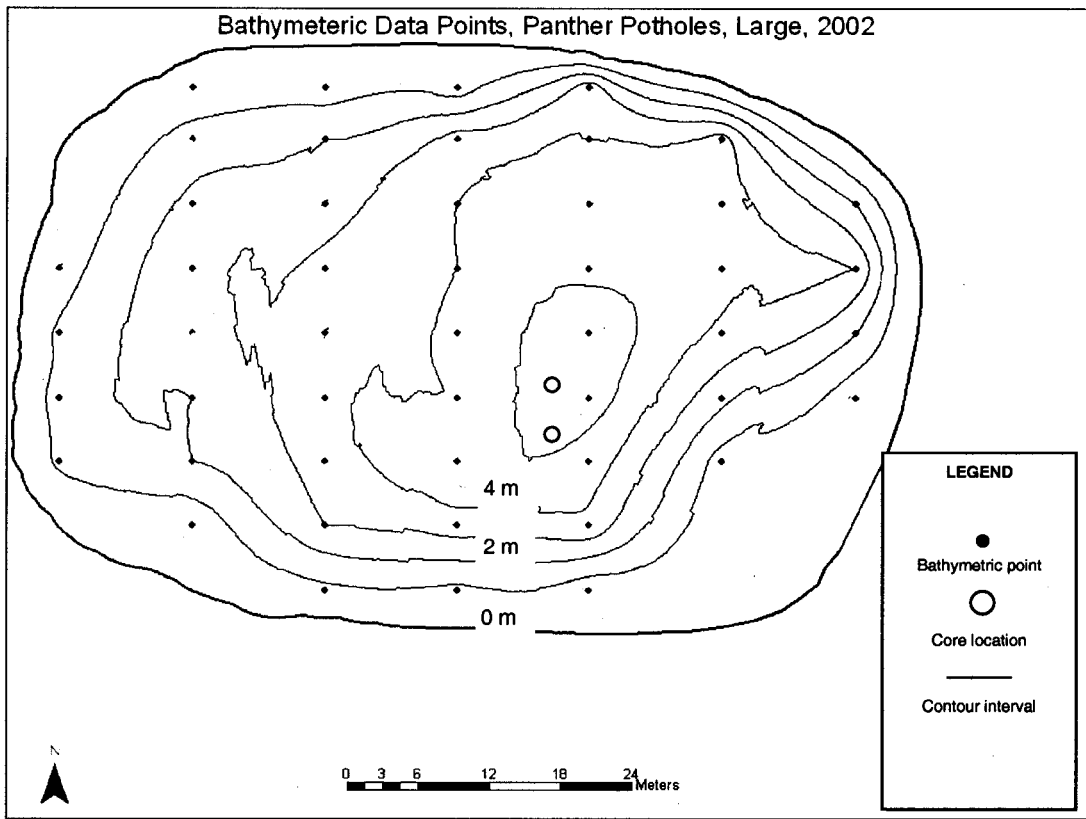 Bathymeteric Data Points, Panther Potholes, Large, 2002
4 m
2 m
0 m
LEGEND
Bathymetric point
Core location
Contour interval
N
0 3 6 12 18 24
Meters